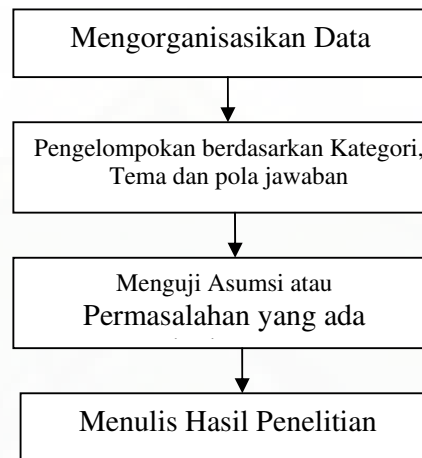 Mengorganisasikan Data
Pengelompokan berdasarkan Kategori,
Tema dan pola jawaban
Menguji Asumsi atau
Permasalahan yang ada
Menulis Hasil Penelitian